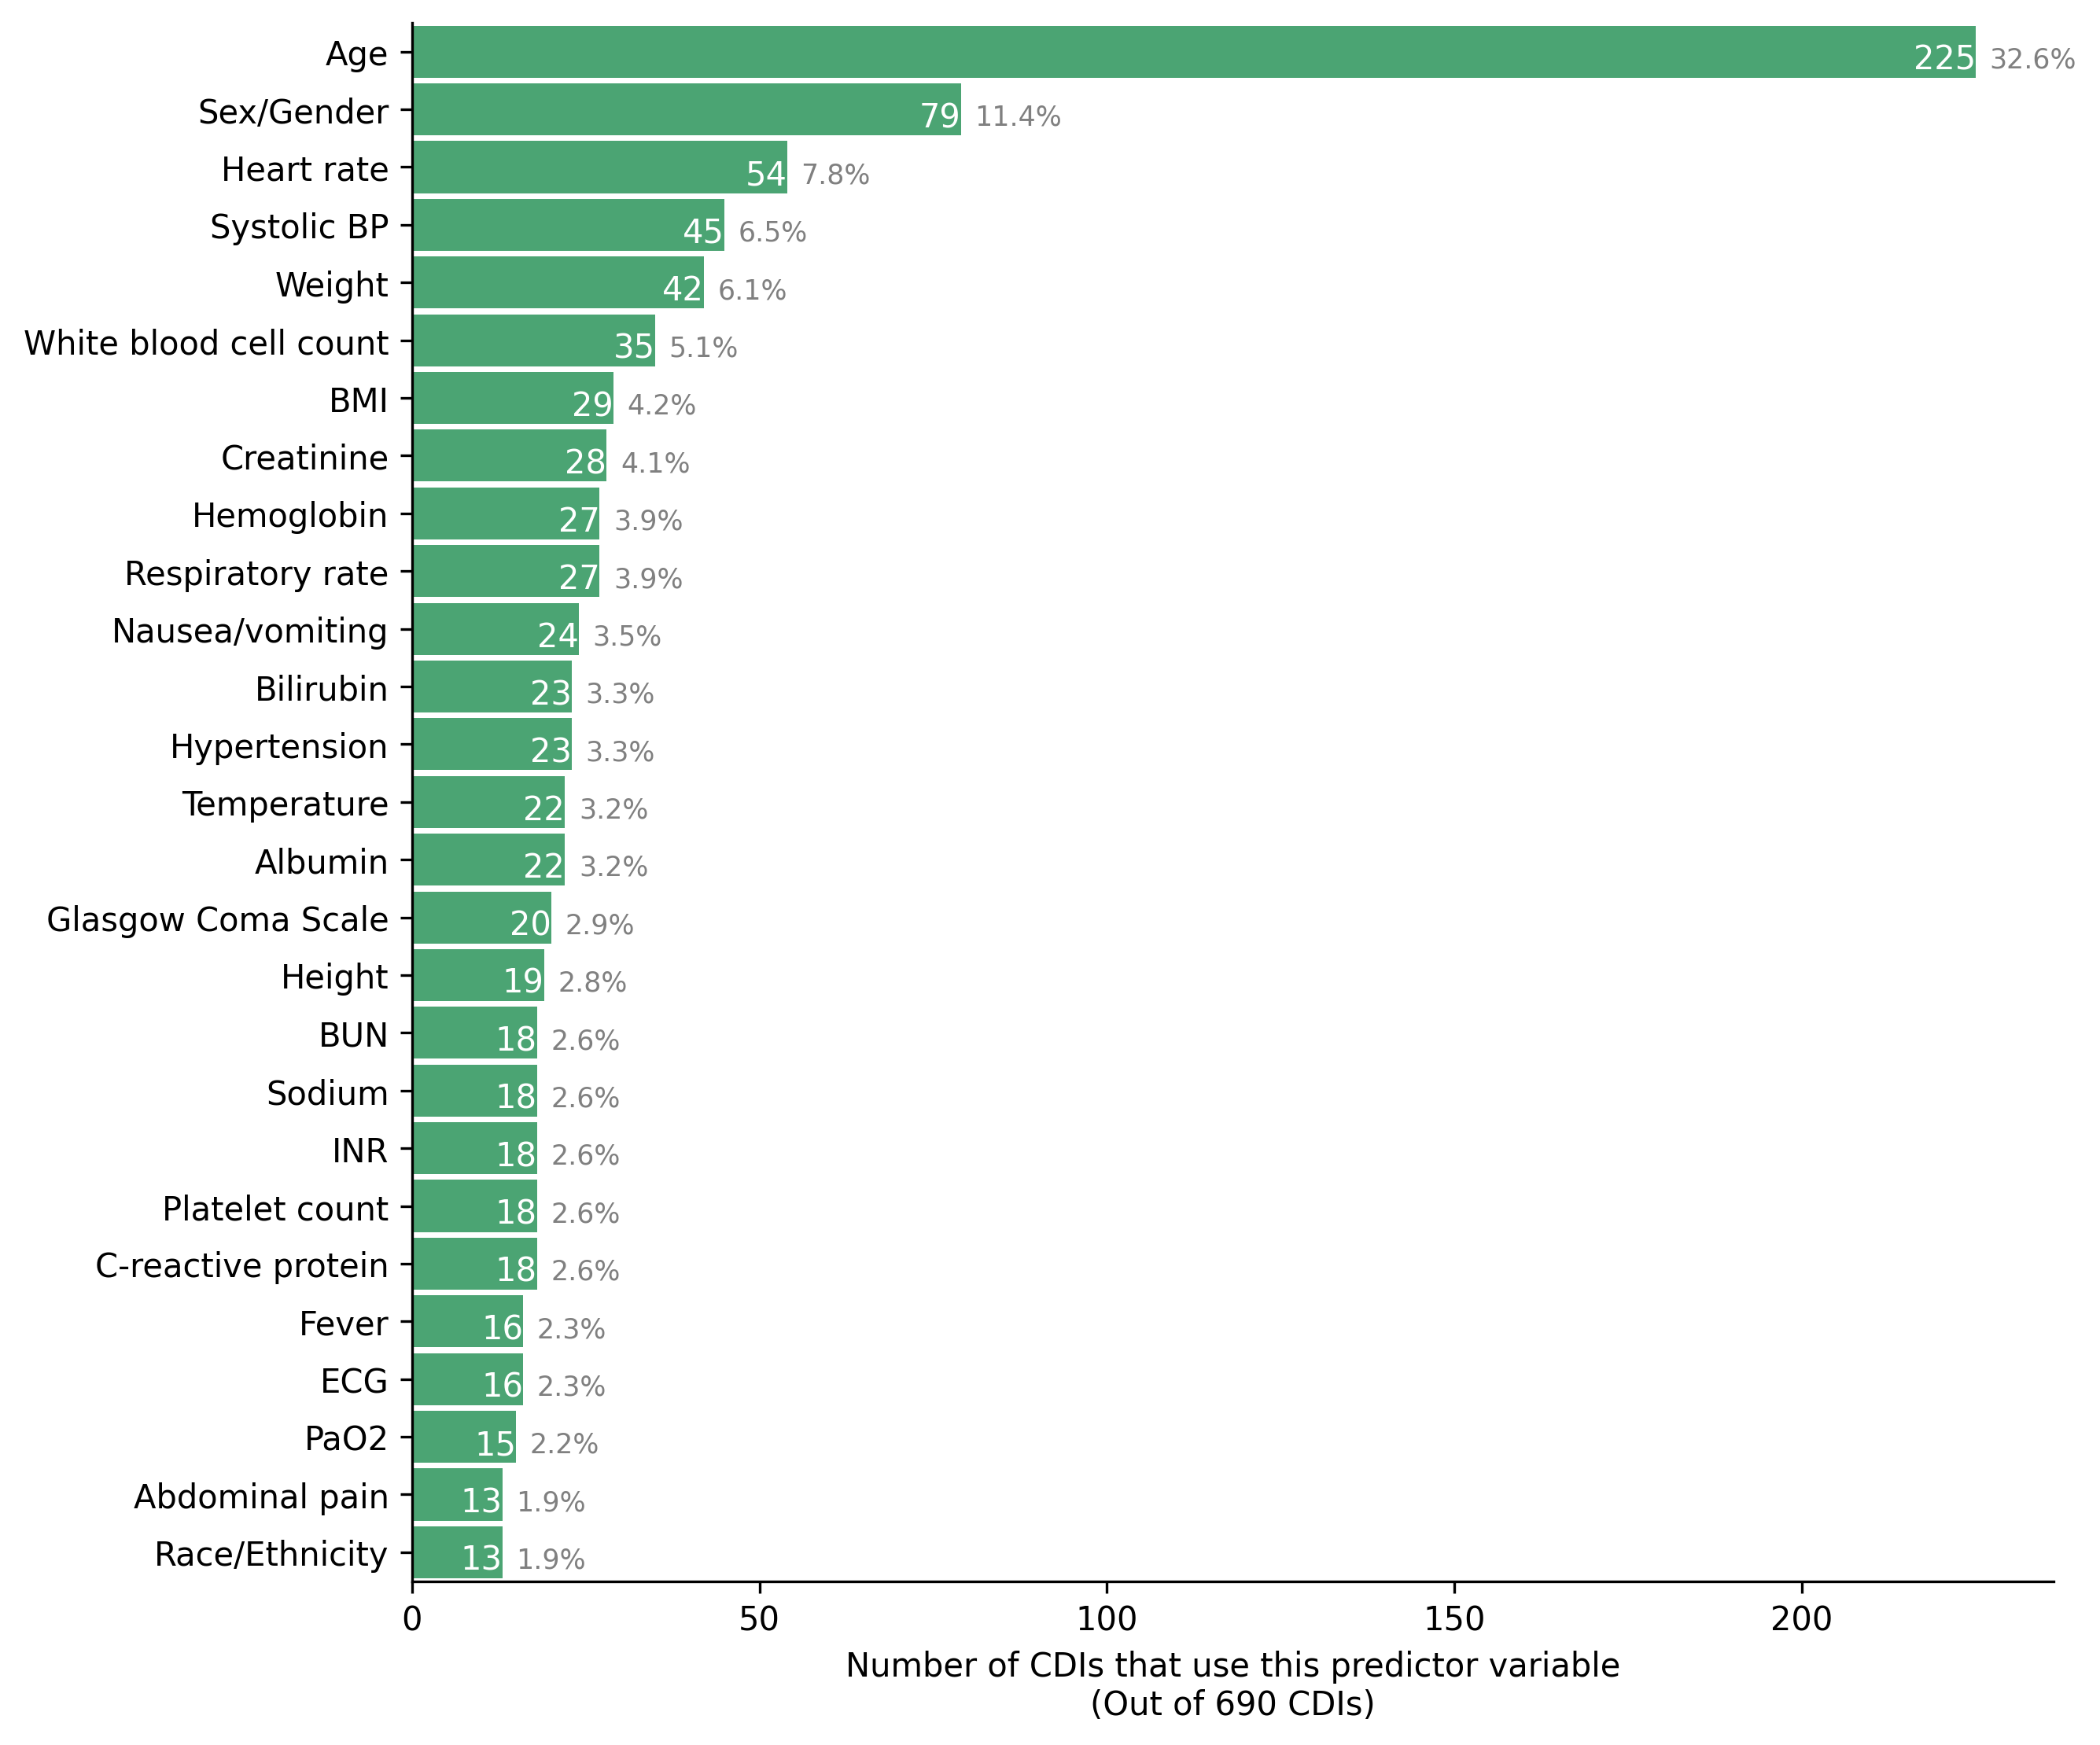 Age 225 32.6%
Sex/Gender 79 11.4%
Heart rate 54 7.8%
Systolic BP 45 6.5%
Weight 42 6.1%
White blood cell count 35 5.1%
BMI 29 4.2%
Creatinine 28 4.1%
Hemoglobin 27 3.9%
Respiratory rate 27 3.9%
Nausea/vomiting 24 3.5%
Bilirubin 23 3.3%
Hypertension 23 3.3%
Temperature 22 3.2%
Albumin 22 3.2%
Glasgow Coma Scale 20 2.9%
Height 19 2.8%
BUN 18 2.6%
Sodium 18 2.6%
INR 18 2.6%
Platelet count 18 2.6%
C-reactive protein 18 2.6%
Fever 16 2.3%
ECG 16 2.3%
PaO2 15 2.2%
Abdominal pain 13 1.9%
Race/Ethnicity 13 1.9%
0 50 100 150 200
Number of CDIs that use this predictor variable
(Out of 690 CDIs)